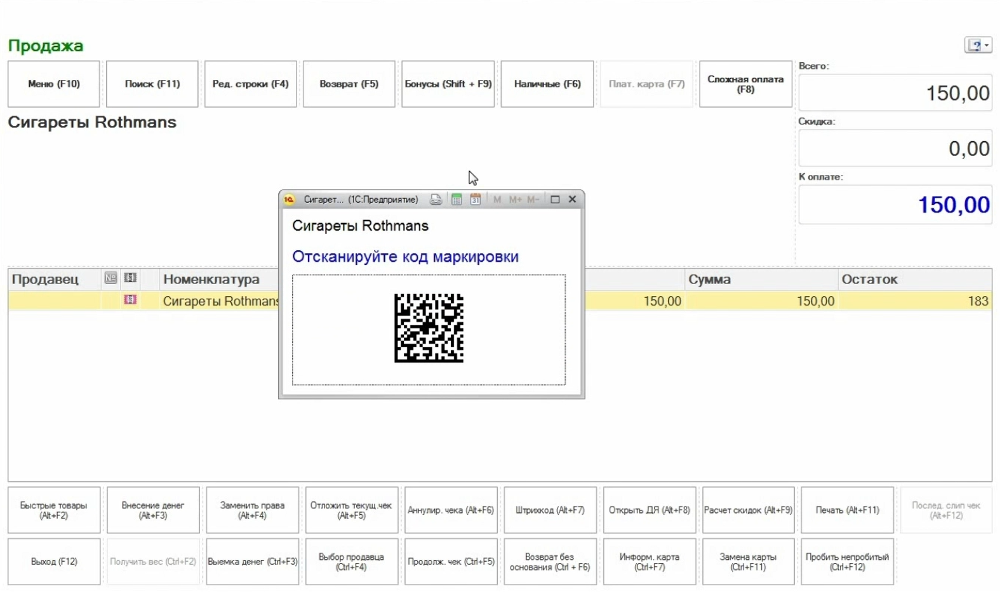 Продажа
Меню (F10)
Поиск (F11)
Ред. строки (F4)
Возврат (F5)
Бонусы (Shift + F9)
Наличные (F6)
Плат. карта (F7)
Сложная оплата
(F8)
Всего:
150,00
Сигареты Rothmans
Скидка:
0,00
К оплате:
150,00
Сигарет... (1С:Предприятие)
31
M M+ M-
Сигареты Rothmans
Отсканируйте код маркировки
Продавец
№
Номенклатура
Сумма
Остаток
Сигареты Rothmans
150,00
150,00
183
Быстрые товары
(Alt+F2)
Внесение денег
(Alt+F3)
Заменить права
(Alt+F4)
Отложить текущ.чек
(Alt+F5)
Аннулир. чека (Alt+F6)
Штрихкод (Alt+F7)
Открыть ДЯ (Alt+F8)
Расчет скидок (Alt+F9)
Печать (Alt+F11)
Послед. слип чек
(Alt+F12)
Выход (F12)
Получить вес (Ctrl+F2)
Выемка денег (Ctrl+F3)
Выбор продавца
(Ctrl+F4)
Продолж. чек (Ctrl+F5)
Возврат без
основания (Ctrl + F6)
Информ. карта
(Ctrl+F7)
Замена карты
(Ctrl+F11)
Пробить непробитый
(Ctrl+F12)